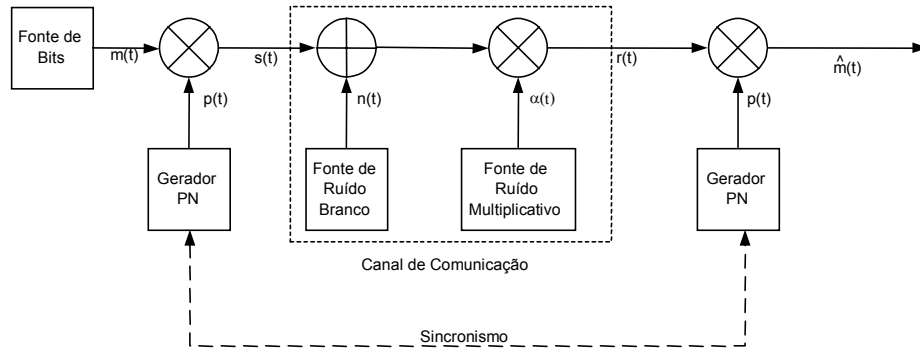 Fonte de
Bits
m(t)
s(t)
n(t)
α(t)
r(t)
m̂(t)
p(t)
p(t)
Gerador
PN
Fonte de
Ruído
Branco
Fonte de
Ruído
Multiplicativo
Gerador
PN
Canal de Comunicação
Sincronismo